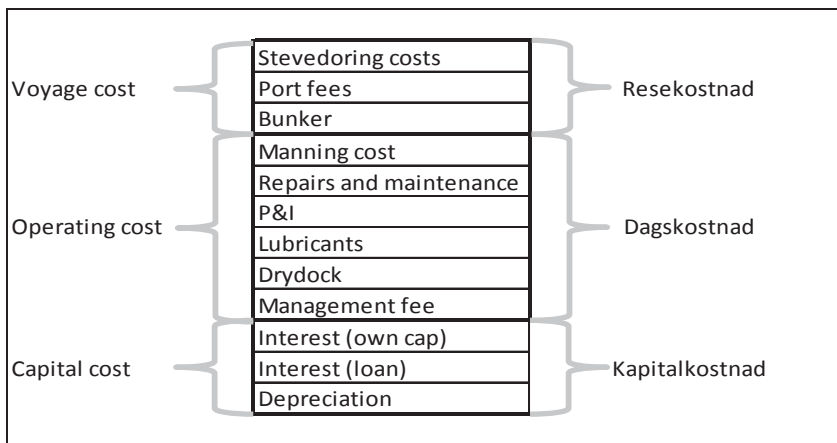 Stevedoring costs
Voyage cost Port fees Resekostnad
Bunker
Manning cost
Repairs and maintenance
P&I
Operating cost Dagskostnad
Lubricants
Drydock
Management fee
Interest (own cap)
Capital cost Interest (loan) Kapitalkostnad
Depreciation